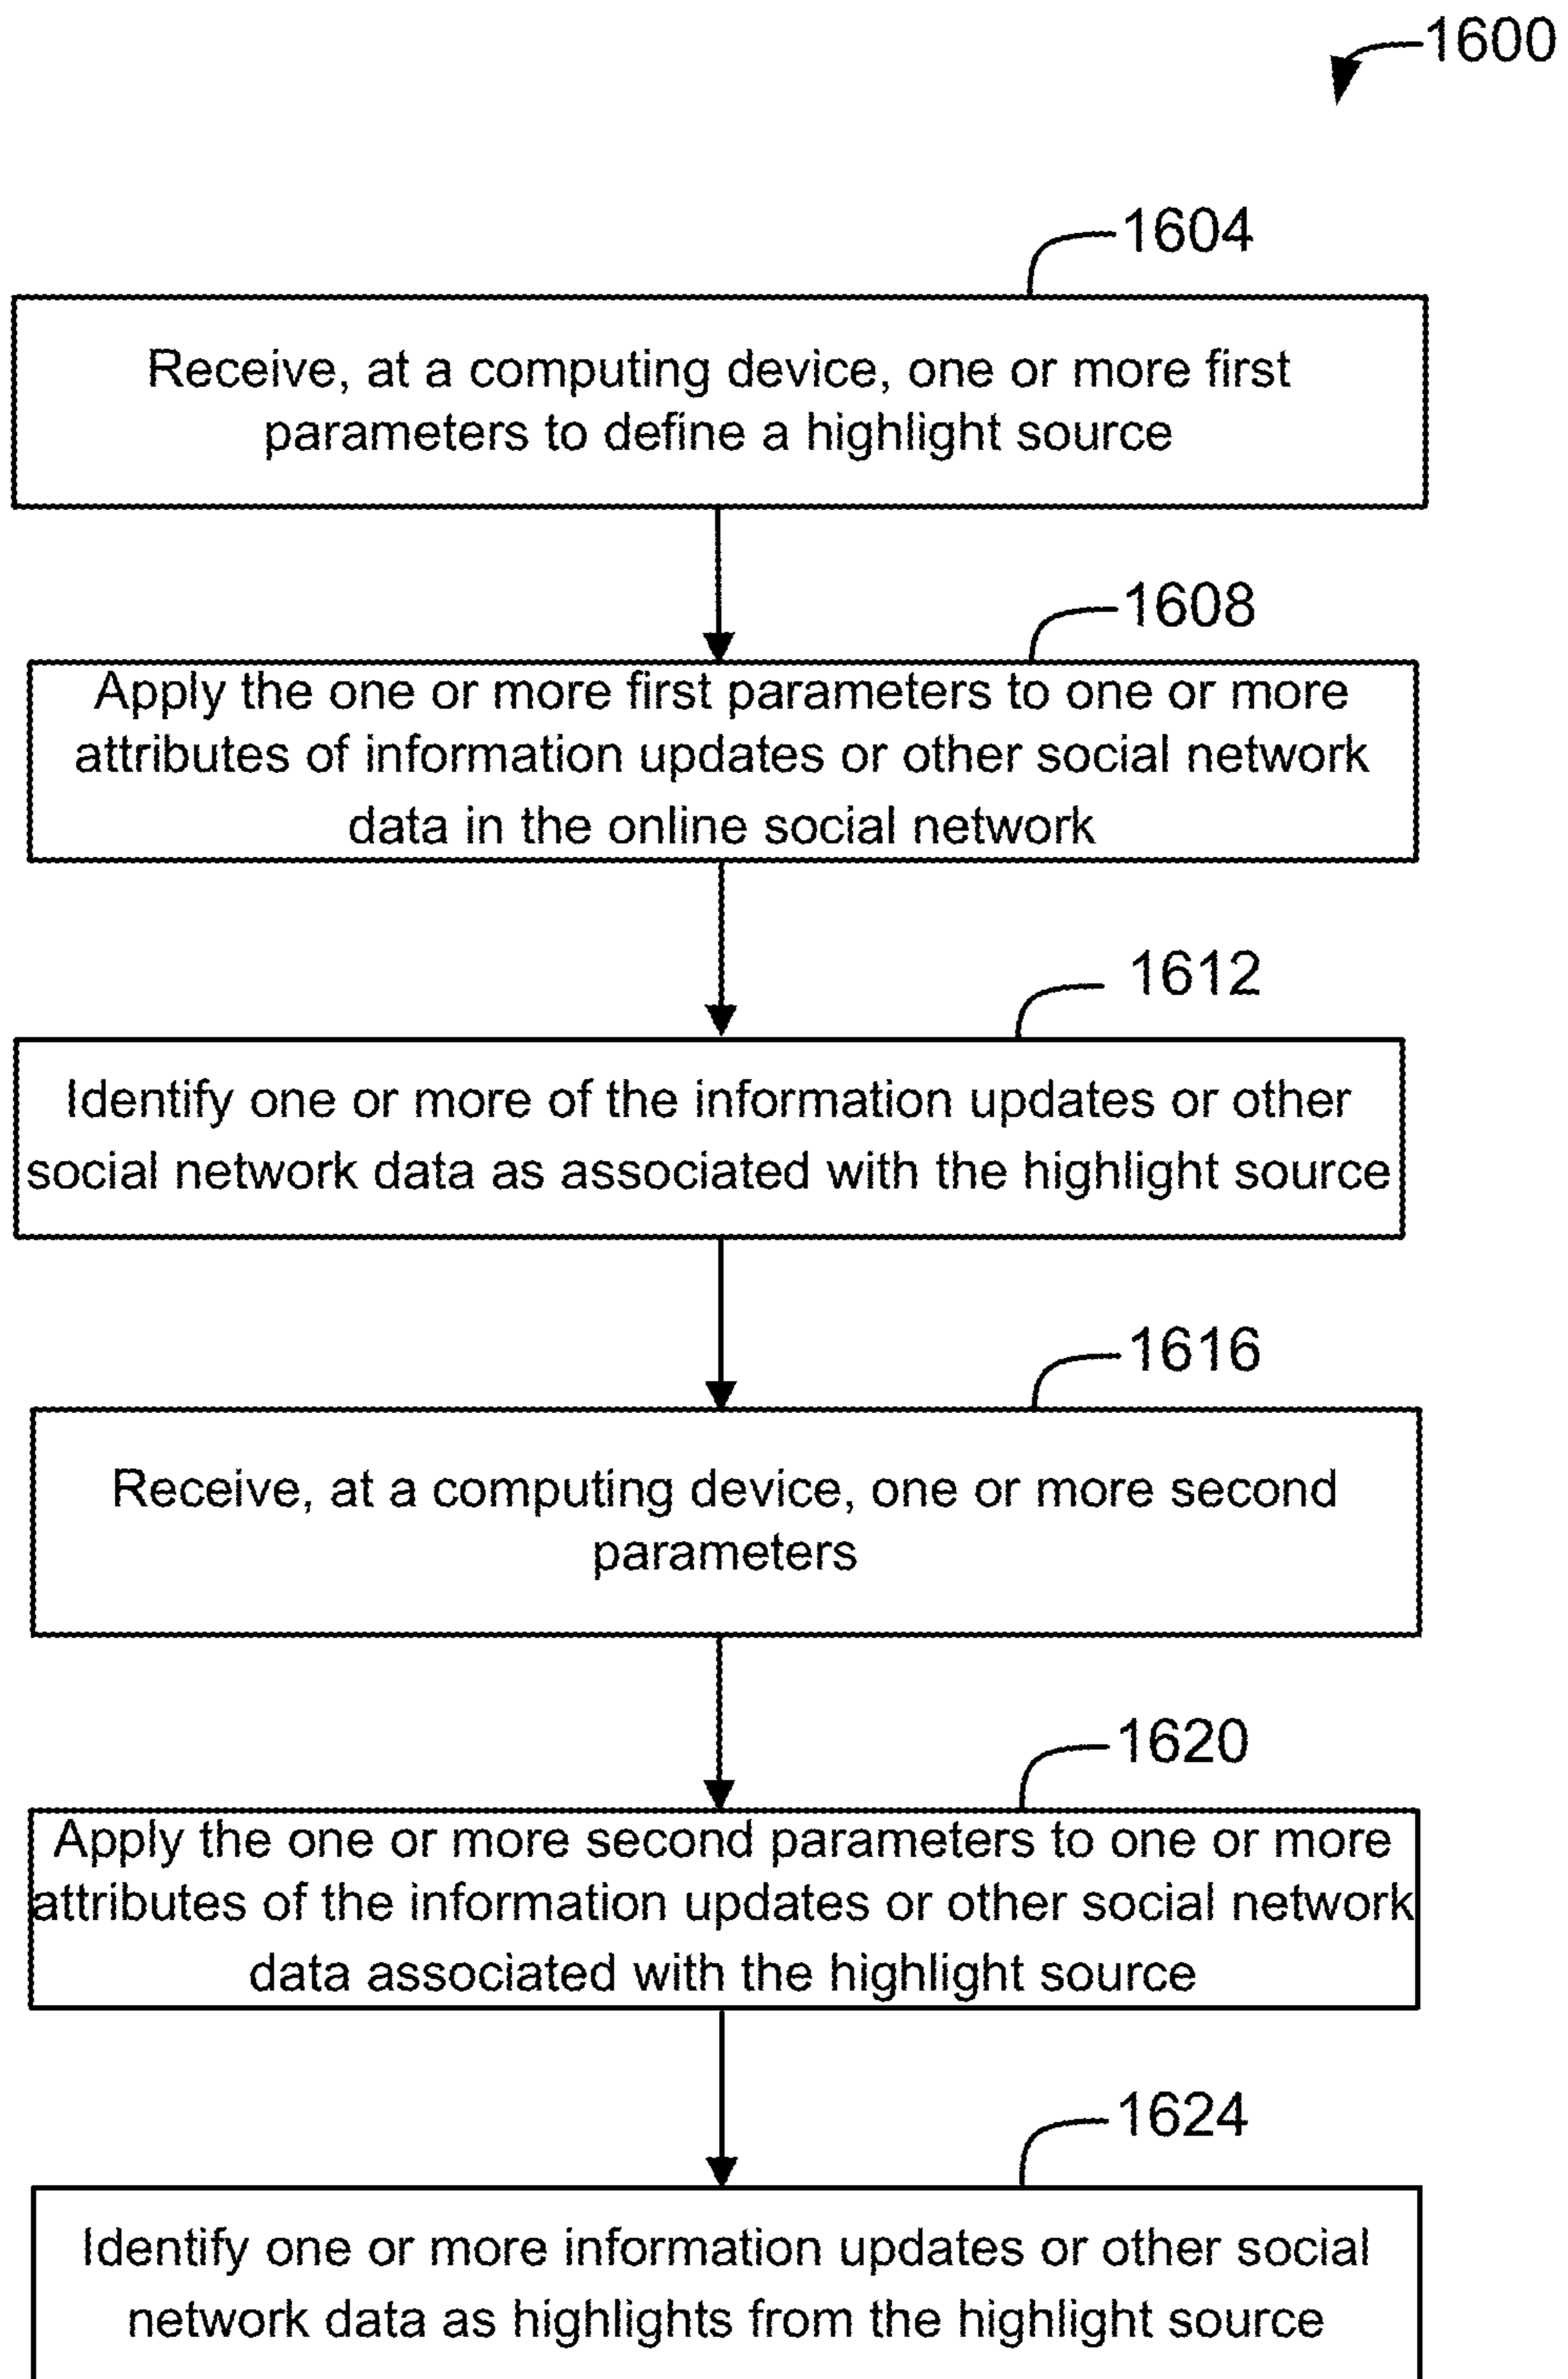 1600
1604
Receive, at a computing device, one or more first
parameters to define a highlight source
1608
Apply the one or more first parameters to one or more
attributes of information updates or other social network
data in the online social network
1612
Identify one or more of the information updates or other
social network data as associated with the highlight source
1616
Receive, at a computing device, one or more second
parameters
1620
Apply the one or more second parameters to one or more
attributes of the information updates or other social network
data associated with the highlight source
1624
Identify one or more information updates or other social
network data as highlights from the highlight source